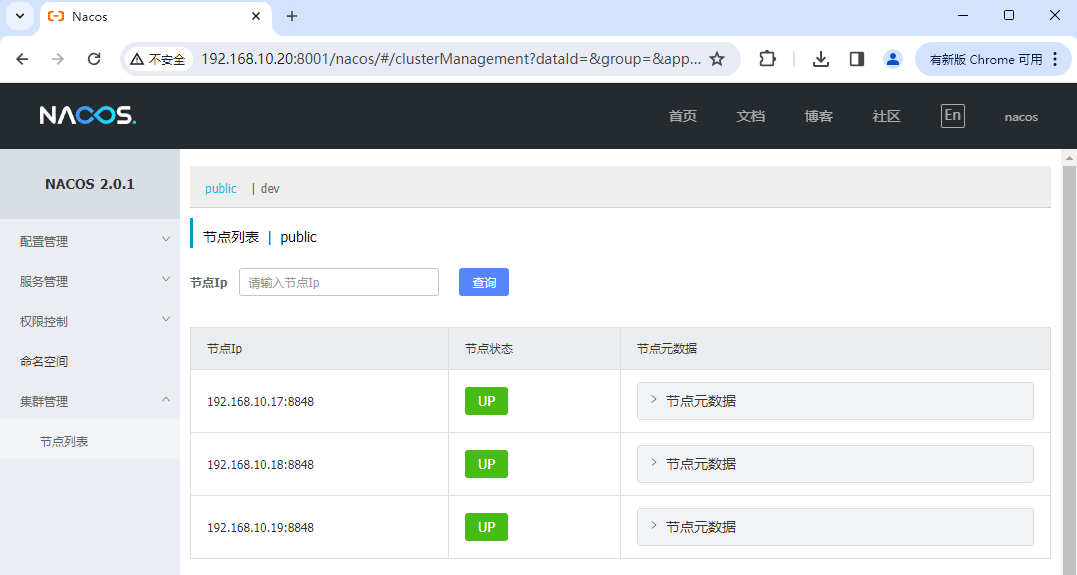 Nacos
不安全 192.168.10.20:8001/nacos/#/clusterManagement?dataId=&group=&app... 有新版 Chrome 可用
NACOS. 首页 文档 博客 社区 En nacos
NACOS 2.0.1
配置管理
服务管理
权限控制
命名空间
集群管理
节点列表
public | dev
节点列表 | public
节点Ip 请输入节点Ip 查询
节点Ip 节点状态 节点元数据
192.168.10.17:8848 UP 节点元数据
192.168.10.18:8848 UP 节点元数据
192.168.10.19:8848 UP 节点元数据